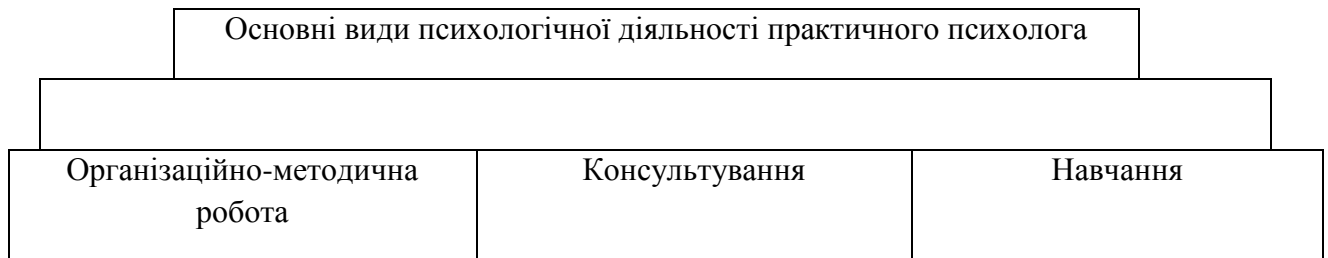 Основні види психологічної діяльності практичного психолога
Організаційно-методична
робота
Консультування
Навчання